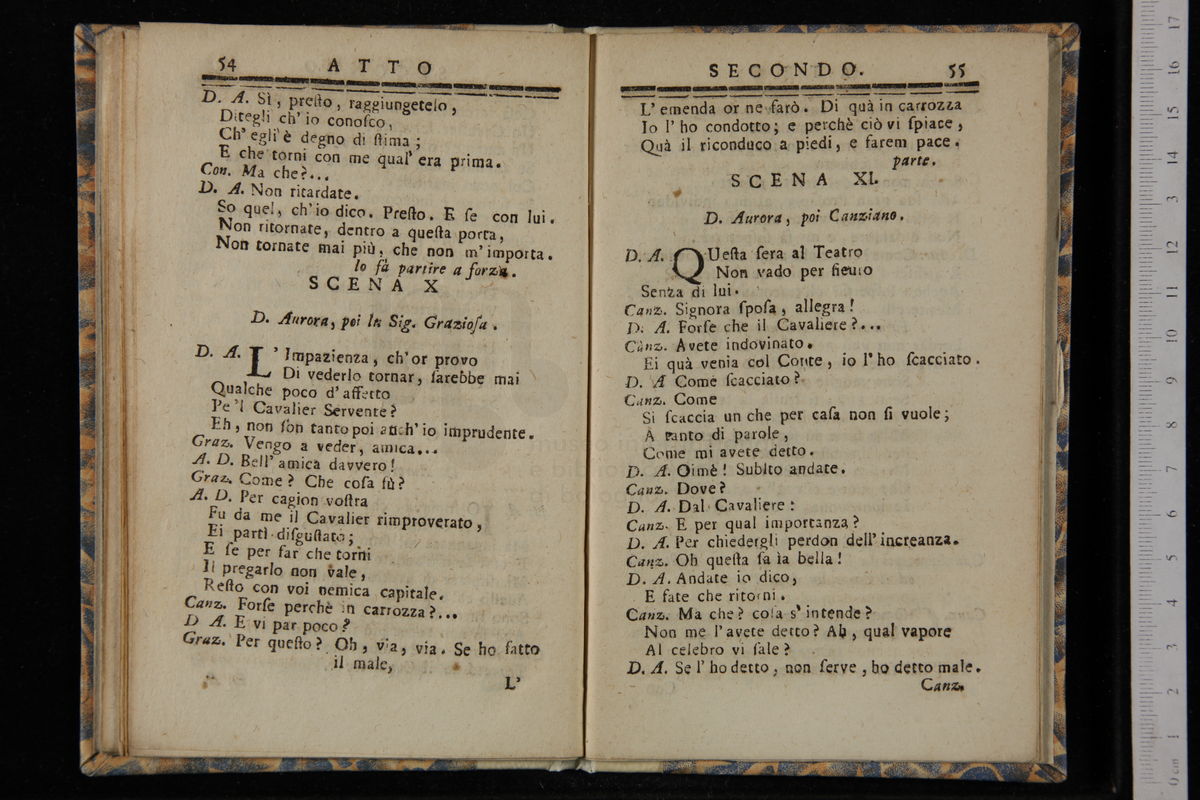 54 ATTO
D. A. Sì, preſto, raggiungetelo,
Ditegli ch' io conoſco,
Ch' egli è degno di ſtima;
E che torni con me qual' era prima.
Con. Ma che?...
D. A. Non ritardate.
So quel, ch' io dico. Preſto. E ſe con lui.
Non ritornate, dentro a queſta porta,
Non tornate mai più, che non m' importa.
lo fà partire a forza.
SCENA X
D. Aurora, poi la Sig. Grazioſa.
D. A. L' Impazienza, ch' or provo
Di vederlo tornar, ſarebbe mai
Qualche poco d' affetto
Pe 'l Cavalier Servente?
Eh, non ſon tanto poi anch' io imprudente.
Graz. Vengo a veder, amica...
A. D. Bell' amica davvero!
Graz. Come? Che coſa fù?
A. D. Per cagion voſtra
Fu da me il Cavalier rimproverato,
Ei partì diſguſtato;
E ſe per far che torni
Il pregarlo non vale,
Reſto con voi nemica capitale.
Canz. Forſe perchè in carrozza?...
D A. E vi par poco?
Graz. Per queſto? Oh, via, via. Se ho fatto
il male,
L'
SECONDO. 55
L' emenda or ne farò. Di quà in carrozza
Io l' ho condotto; e perchè ciò vi ſpiace,
Quà il riconduco a piedi, e farem pace.
parte.
SCENA XI.
D. Aurora, poi Canziano.
D. A. QUeſta ſera al Teatro
Non vado per ſicuro
Senza di lui.
Canz. Signora ſpoſa, allegra!
D. A. Forſe che il Cavaliere?...
Canz. Avete indovinato.
Ei quà venia col Conte, io l' ho ſcacciato.
D. A Come ſcacciato?
Canz. Come
Si ſcaccia un che per caſa non ſi vuole;
A tanto di parole,
Come mi avete detto.
D. A. Oimè! Subito andate.
Canz. Dove?
D. A. Dal Cavaliere:
Canz. E per qual importanza?
D. A. Per chiedergli perdon dell' increanza.
Canz. Oh queſta ſa ia bella!
D. A. Andate io dico,
E fate che ritorni.
Canz. Ma che? coſa s' intende?
Non me l' avete detto? Ah, qual vapore
Al celebro vi ſale?
D. A. Se l' ho detto, non ſerve, ho detto male.
Canz.